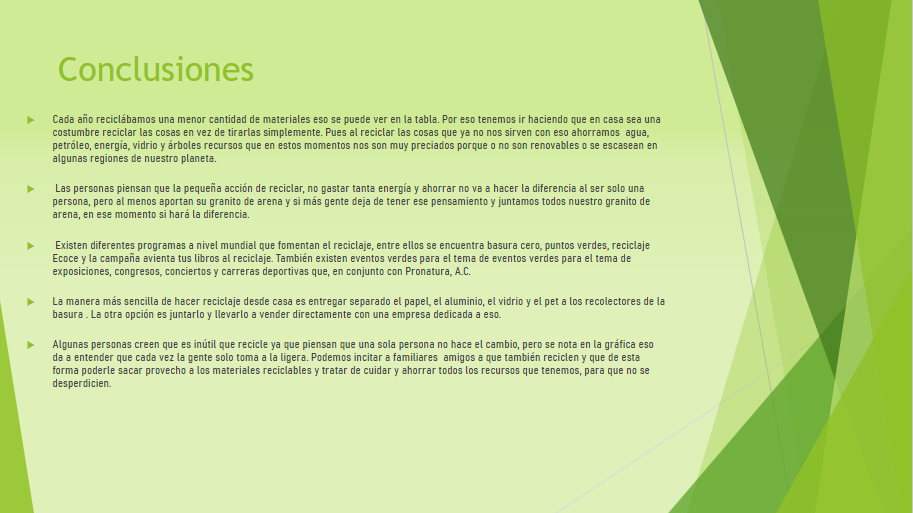 Conclusiones
Cada año reciclábamos una menor cantidad de materiales eso se puede ver en la tabla. Por eso tenemos ir haciendo que en casa sea una
costumbre reciclar las cosas en vez de tirarlas simplemente. Pues al reciclar las cosas que ya no nos sirven con eso ahorramos  agua,
petróleo, energía, vidrio y árboles recursos que en estos momentos nos son muy preciados porque o no son renovables o se escasean en
algunas regiones de nuestro planeta.
Las personas piensan que la pequeña acción de reciclar, no gastar tanta energía y ahorrar no va a hacer la diferencia al ser solo una
persona, pero al menos aportan su granito de arena y si más gente deja de tener ese pensamiento y juntamos todos nuestro granito de
arena, en ese momento si hará la diferencia.
Existen diferentes programas a nivel mundial que fomentan el reciclaje, entre ellos se encuentra basura cero, puntos verdes, reciclaje
Ecoce y la campaña avienta tus libros al reciclaje. También existen eventos verdes para el tema de eventos verdes para el tema de
exposiciones, congresos, conciertos y carreras deportivas que, en conjunto con Pronatura, A.C.
La manera más sencilla de hacer reciclaje desde casa es entregar separado el papel, el aluminio, el vidrio y el pet a los recolectores de la
basura . La otra opción es juntarlo y llevarlo a vender directamente con una empresa dedicada a eso.
Algunas personas creen que es inútil que recicle ya que piensan que una sola persona no hace el cambio, pero se nota en la gráfica eso
da a entender que cada vez la gente solo toma a la ligera. Podemos incitar a familiares  amigos a que también reciclen y que de esta
forma poderle sacar provecho a los materiales reciclables y tratar de cuidar y ahorrar todos los recursos que tenemos, para que no se
desperdicien.